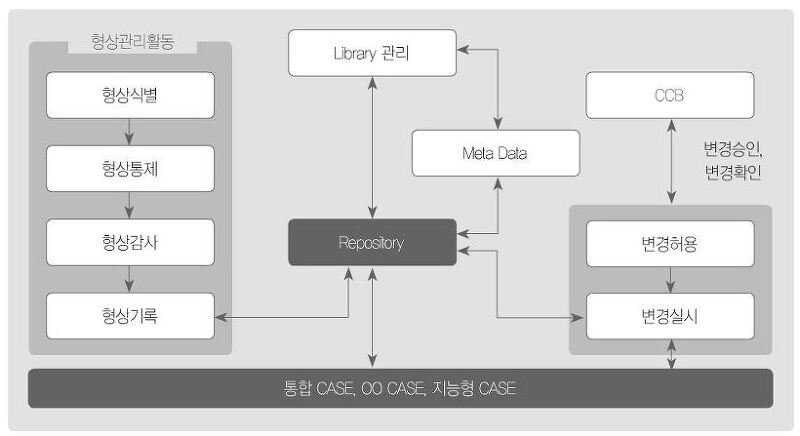 형상관리활동
형상식별
형상통제
형상감사
형상기록
Library 관리
Meta Data
Repository
CCB
변경승인,
변경확인
변경허용
변경실시
통합 CASE, OO CASE, 지능형 CASE